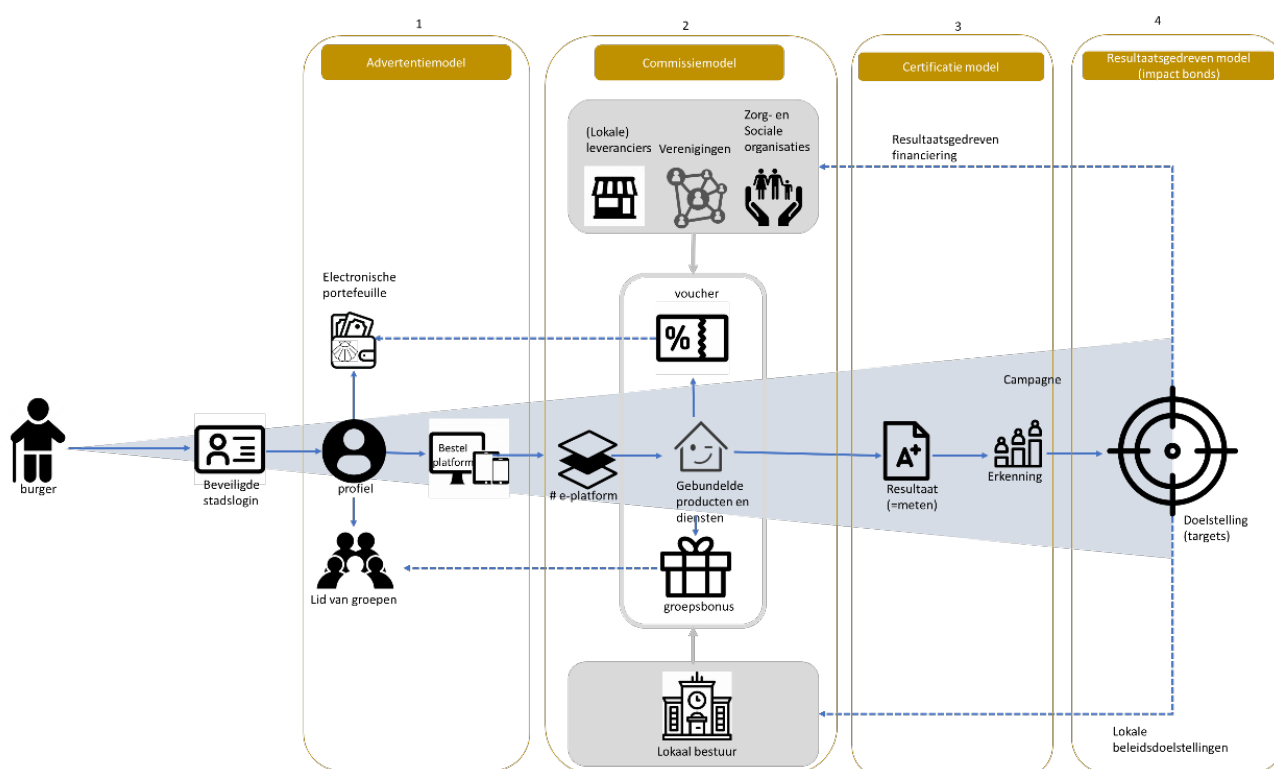 1
2
3
4
Advertentiemodel
Commissiemodel
Certificatie model
Resultaatsgedreven model
(impact bonds)
(Lokale)
leveranciers
Verenigingen
Zorg- en
Sociale
organisaties
Resultaatsgedreven
financiering
Electronische
portefeuille
voucher
%
Campagne
burger
Beveiligde
stadslogin
profiel
Bestel
platform
# e-platform
Gebundelde
producten en
diensten
A+
Resultaat
(=meten)
Erkenning
Doelstelling
(targets)
Lid van groepen
groepsbonus
Lokaal bestuur
Lokale
beleidsdoelstellingen